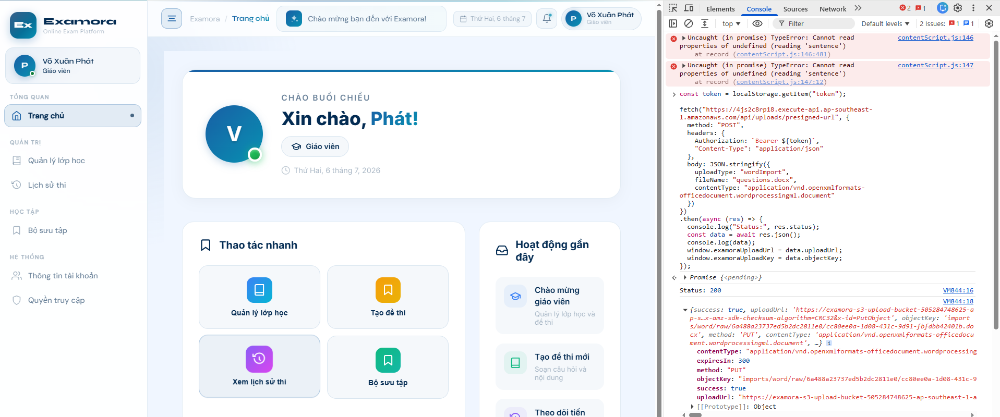 Ex
Examora
Online Exam Platform
P
Võ Xuân Phát
Giáo viên
TỔNG QUAN
Trang chủ
QUẢN TRỊ
Quản lý lớp học
Lịch sử thi
HỌC TẬP
Bộ sưu tập
HỆ THỐNG
Thông tin tài khoản
Quyền truy cập
Examora / Trang chủ
Chào mừng bạn đến với Examora!
Thứ Hai, 6 tháng 7
P
Võ Xuân Phát
Giáo viên
V
CHÀO BUỔI CHIỀU
Xin chào, Phát!
Giáo viên
Thứ Hai, 6 tháng 7, 2026
Thao tác nhanh
Quản lý lớp học
Tạo đề thi
Xem lịch sử thi
Bộ sưu tập
Hoạt động gần
đây
Chào mừng
giáo viên
Quản lý lớp học và
đề thi
Tạo đề thi mới
Soạn câu hỏi và
nội dung
Theo dõi tiến
Elements Console Sources Network 2 1
top Filter Default levels 2 Issues: 1 1
Uncaught (in promise) TypeError: Cannot read contentScript.js:146
properties of undefined (reading 'sentence')
at record (contentScript.js:146:481)
Uncaught (in promise) TypeError: Cannot read contentScript.js:147
properties of undefined (reading 'sentence')
at record (contentScript.js:147:12)
const token = localStorage.getItem("token");
fetch("https://4js2c8rp18.execute-api.ap-southeast-
1.amazonaws.com/api/uploads/presigned-url", {
method: "POST",
headers: {
Authorization: `Bearer ${token}`,
"Content-Type": "application/json"
},
body: JSON.stringify({
uploadType: "wordImport",
fileName: "questions.docx",
contentType: "application/vnd.openxmlformats-
officedocument.wordprocessingml.document"
})
})
.then(async (res) => {
console.log("Status:", res.status);
const data = await res.json();
console.log(data);
window.examoraUploadUrl = data.uploadUrl;
window.examoraUploadKey = data.objectKey;
});
Promise {<pending>}
Status: 200 VM844:16
VM844:18
{success: true, uploadUrl: 'https://examora-s3-upload-bucket-505284748625-a
p-s…x-amz-sdk-checksum-algorithm=CRC32&x-id=PutObject', objectKey: 'import
s/word/raw/6a488a23737ed5b2dc2811e0/cc80ee0a-1d08-431c-9d91-fbfdbb42401b.do
cx', method: 'PUT', contentType: 'application/vnd.openxmlformats-officedocu
ment.wordprocessingml.document', …} i
contentType: "application/vnd.openxmlformats-officedocument.wordprocessing
expiresIn: 300
method: "PUT"
objectKey: "imports/word/raw/6a488a23737ed5b2dc2811e0/cc80ee0a-1d08-431c-9
success: true
uploadUrl: "https://examora-s3-upload-bucket-505284748625-ap-southeast-1-a
[[Prototype]]: Object